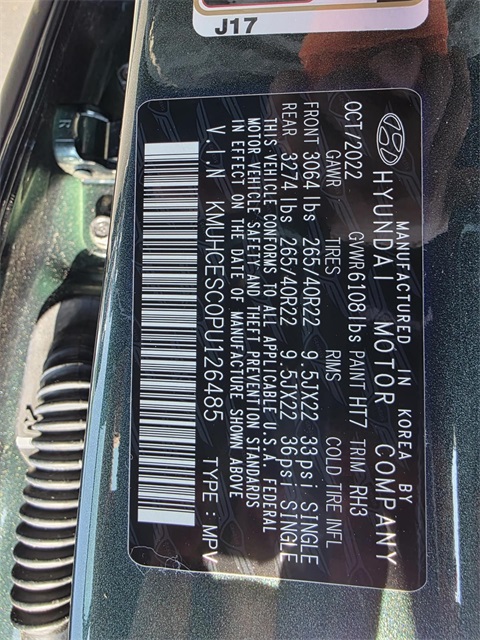 J17
MANUFACTURED IN KOREA BY
HYUNDAI MOTOR COMPANY
OCT/2022 GVWR 6108 lbs PAINT HT7 TRIM RH3
GAWR TIRES RIMS COLD TIRE INFL
FRONT 3064 lbs 265/40R22 9.5JX22 33psi SINGLE
REAR 3274 lbs 265/40R22 9.5JX22 36psi SINGLE
THIS VEHICLE CONFORMS TO ALL APPLICABLE U.S.A. FEDERAL
MOTOR VEHICLE SAFETY AND THEFT PREVENTION STANDARDS
IN EFFECT ON THE DATE OF MANUFACTURE SHOWN ABOVE
V.I.N KMUHCESC0PU126485 TYPE : MPV
R